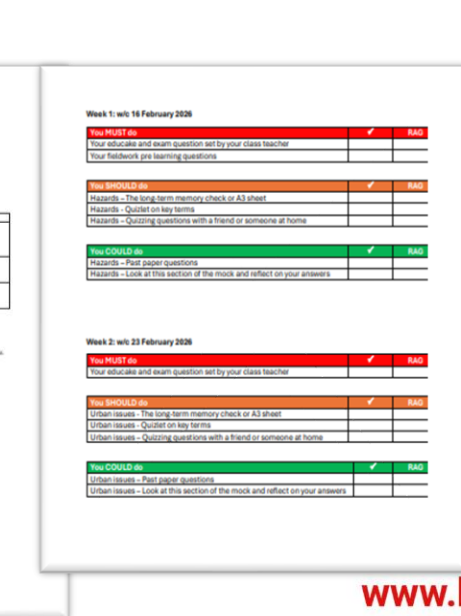 Week 1: w/c 16 February 2026
You MUST do ✓ RAG
Your educake and exam question set by your class teacher
Your fieldwork pre learning questions
You SHOULD do ✓ RAG
Hazards – The long-term memory check or A3 sheet
Hazards - Quizlet on key terms
Hazards – Quizzing questions with a friend or someone at home
You COULD do ✓ RAG
Hazards – Past paper questions
Hazards – Look at this section of the mock and reflect on your answers
Week 2: w/c 23 February 2026
You MUST do ✓ RAG
Your educake and exam question set by your class teacher
You SHOULD do ✓ RAG
Urban issues - The long-term memory check or A3 sheet
Urban issues - Quizlet on key terms
Urban issues – Quizzing questions with a friend or someone at home
You COULD do ✓ RAG
Urban issues – Past paper questions
Urban issues – Look at this section of the mock and reflect on your answers
www.